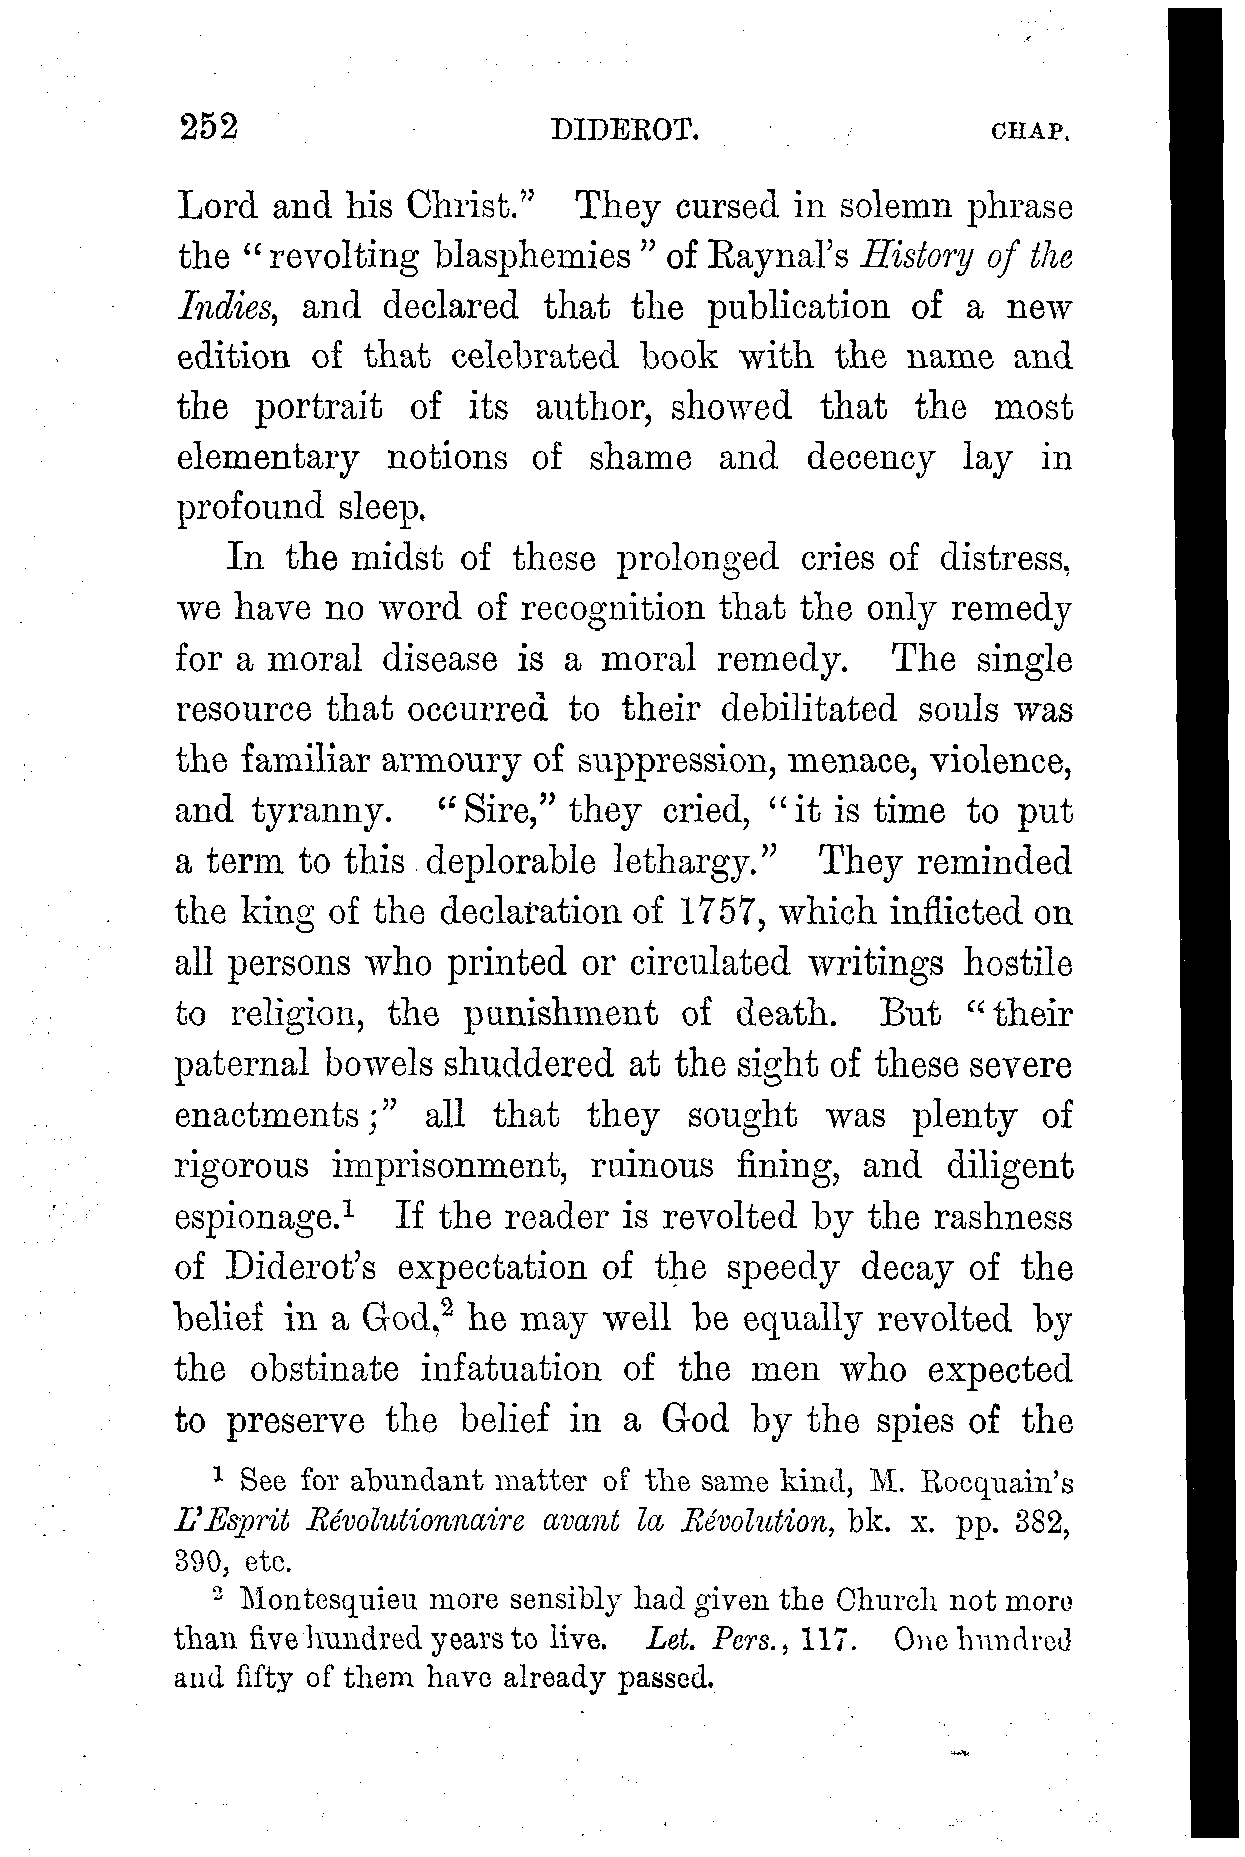 252 DIDEROT. CHAP.
Lord and his Christ." They cursed in solemn phrase
the "revolting blasphemies" of Raynal's History of the
Indies, and declared that the publication of a new
edition of that celebrated book with the name and
the portrait of its author, showed that the most
elementary notions of shame and decency lay in
profound sleep.
In the midst of these prolonged cries of distress,
we have no word of recognition that the only remedy
for a moral disease is a moral remedy. The single
resource that occurred to their debilitated souls was
the familiar armoury of suppression, menace, violence,
and tyranny. "Sire," they cried, "it is time to put
a term to this deplorable lethargy." They reminded
the king of the declaration of 1757, which inflicted on
all persons who printed or circulated writings hostile
to religion, the punishment of death. But "their
paternal bowels shuddered at the sight of these severe
enactments;" all that they sought was plenty of
rigorous imprisonment, ruinous fining, and diligent
espionage.¹ If the reader is revolted by the rashness
of Diderot's expectation of the speedy decay of the
belief in a God,² he may well be equally revolted by
the obstinate infatuation of the men who expected
to preserve the belief in a God by the spies of the
¹ See for abundant matter of the same kind, M. Rocquain's
L'Esprit Révolutionnaire avant la Révolution, bk. x. pp. 382,
390, etc.
² Montesquieu more sensibly had given the Church not more
than five hundred years to live. Let. Pers., 117. One hundred
and fifty of them have already passed.